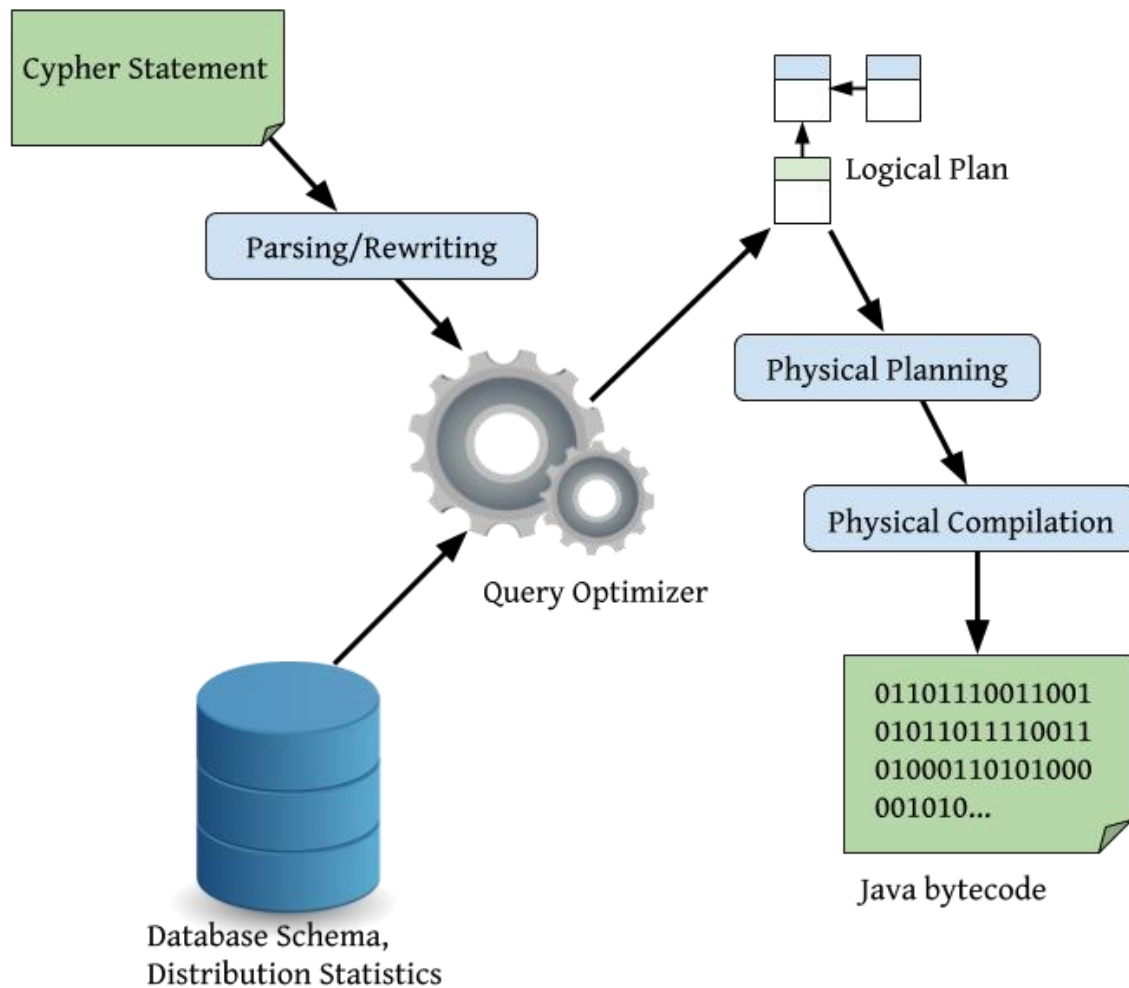 Cypher Statement
Parsing/Rewriting
Logical Plan
Physical Planning
Physical Compilation
Query Optimizer
01101110011001
01011011110011
01000110101000
001010...
Java bytecode
Database Schema,
Distribution Statistics